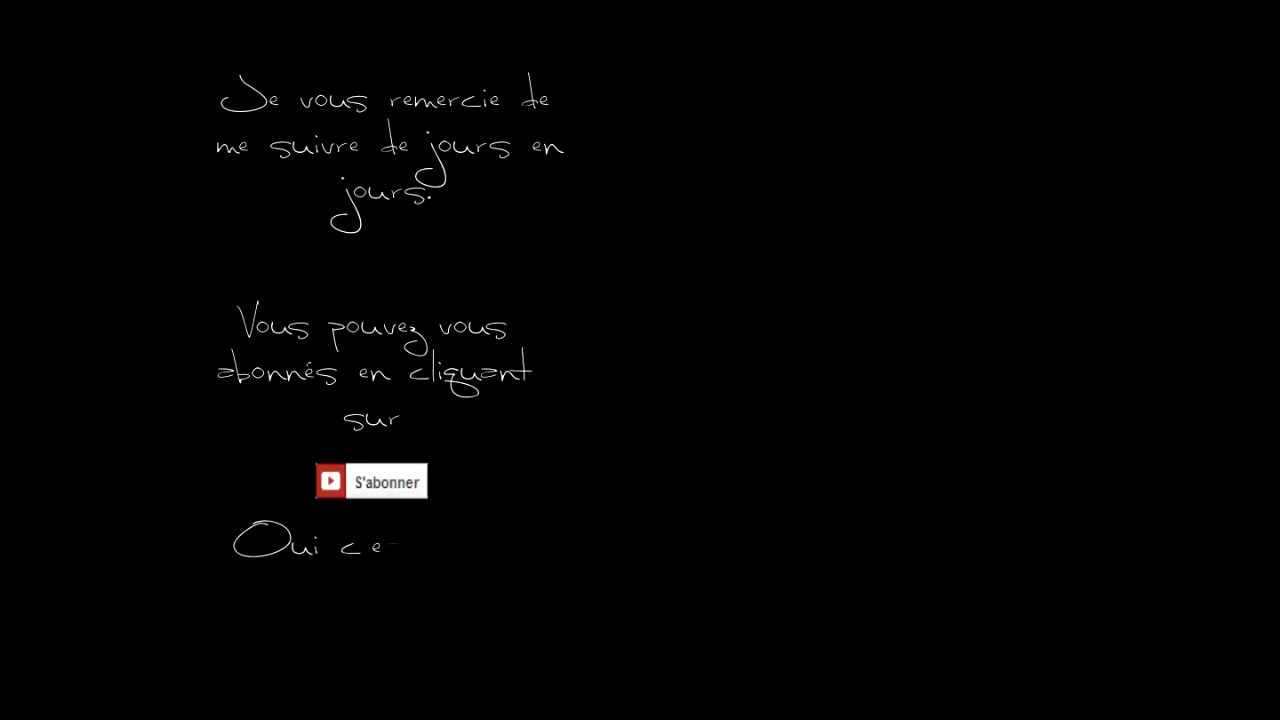 Je vous remercie de
me suivre de jours en
jours.
Vous pouvez vous
abonnés en cliquant
sur
S'abonner
Oui ce